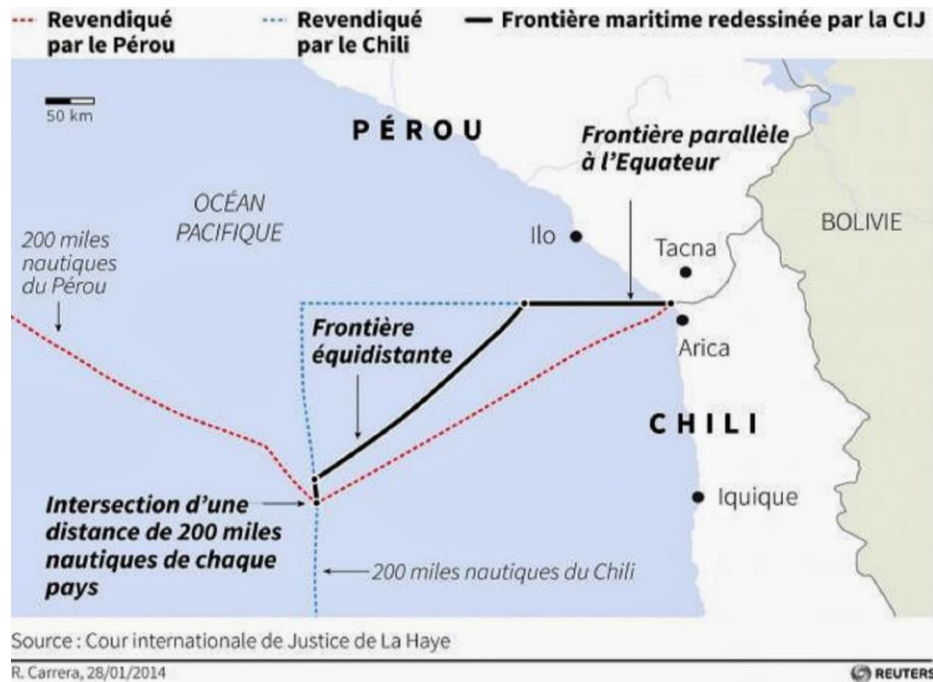 Revendiqué
par le Pérou
Revendiqué
par le Chili
Frontière maritime redessinée par la CIJ
50 km
PÉROU
Frontière parallèle
à l’Equateur
OCÉAN
PACIFIQUE
BOLIVIE
200 miles
nautiques
du Pérou
Ilo
Tacna
Frontière
équidistante
Arica
CHILI
Intersection d’une
distance de 200 miles
nautiques de chaque
pays
Iquique
200 miles nautiques du Chili
Source : Cour internationale de Justice de La Haye
R. Carrera, 28/01/2014
REUTERS